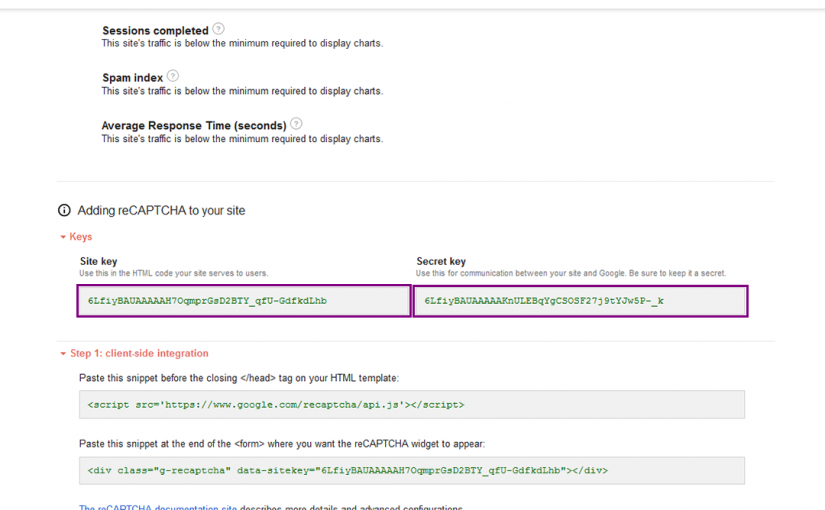 Sessions completed ?
This site's traffic is below the minimum required to display charts.
Spam index ?
This site's traffic is below the minimum required to display charts.
Average Response Time (seconds) ?
This site's traffic is below the minimum required to display charts.
Adding reCAPTCHA to your site
Keys
Site key
Use this in the HTML code your site serves to users.
6LfiyBAUAAAAAH7OqmprGsD2BTY_qfU-GdfkdLhb
Secret key
Use this for communication between your site and Google. Be sure to keep it a secret.
6LfiyBAUAAAAAKnULEBqYgCSOSF27j9tYJw5P-_k
Step 1: client-side integration
Paste this snippet before the closing </head> tag on your HTML template:
<script src='https://www.google.com/recaptcha/api.js'></script>
Paste this snippet at the end of the <form> where you want the reCAPTCHA widget to appear:
<div class="g-recaptcha" data-sitekey="6LfiyBAUAAAAAH7OqmprGsD2BTY_qfU-GdfkdLhb"></div>
The reCAPTCHA documentation site describes more details and advanced configurations.